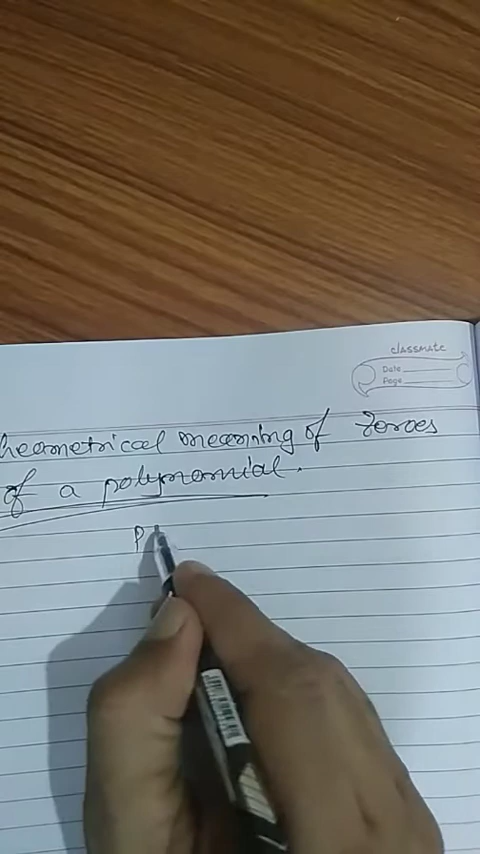 classmate
Date
Page
heometrical meaning of zeroes
of a polynomial.
P